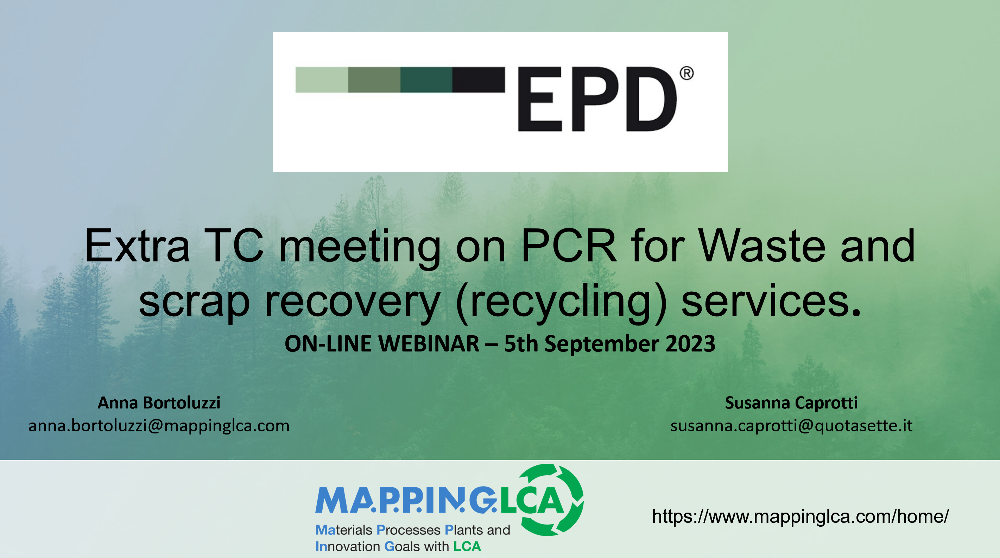 EPD®
Extra TC meeting on PCR for Waste and
scrap recovery (recycling) services.
ON-LINE WEBINAR – 5th September 2023
Anna Bortoluzzi
anna.bortoluzzi@mappinglca.com
Susanna Caprotti
susanna.caprotti@quotasette.it
M.A.P.P.IN.G.LCA
Materials Processes Plants and
Innovation Goals with LCA
https://www.mappinglca.com/home/